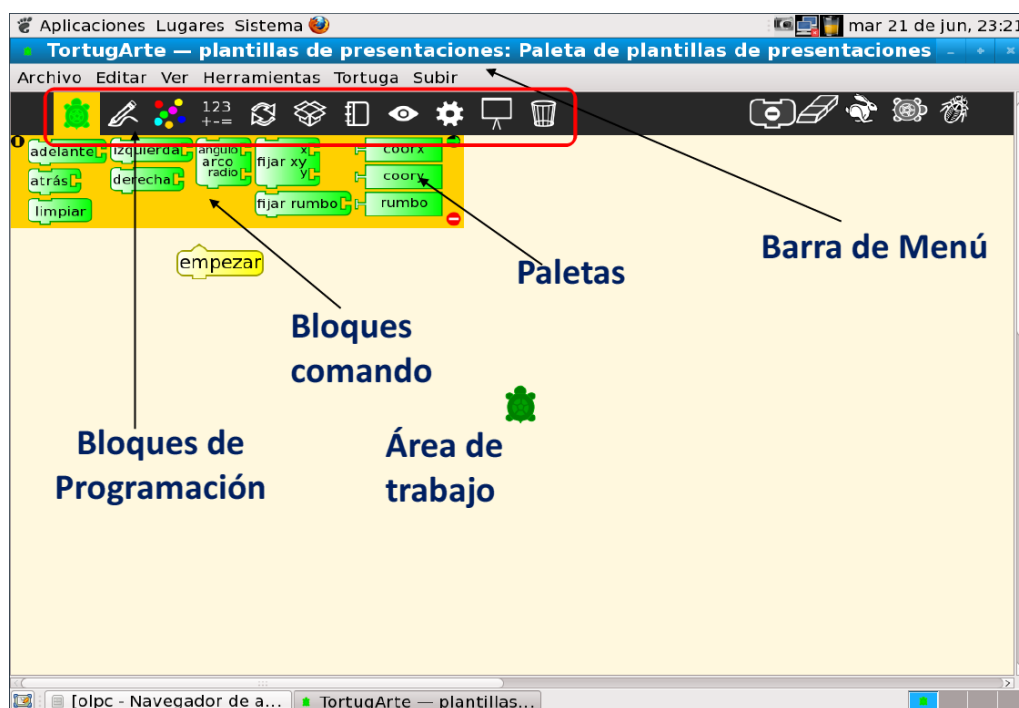 Aplicaciones Lugares Sistema mar 21 de jun, 23:21
TortugArte — plantillas de presentaciones: Paleta de plantillas de presentaciones
Archivo Editar Ver Herramientas Tortuga Subir
123
+-=
adelante izquierda ángulo arco radio fijar xy x y coorx
atrás derecha coory
limpiar fijar rumbo rumbo
empezar
Barra de Menú
Paletas
Bloques
comando
Bloques de
Programación
Área de
trabajo
[olpc - Navegador de a... TortugArte — plantillas...